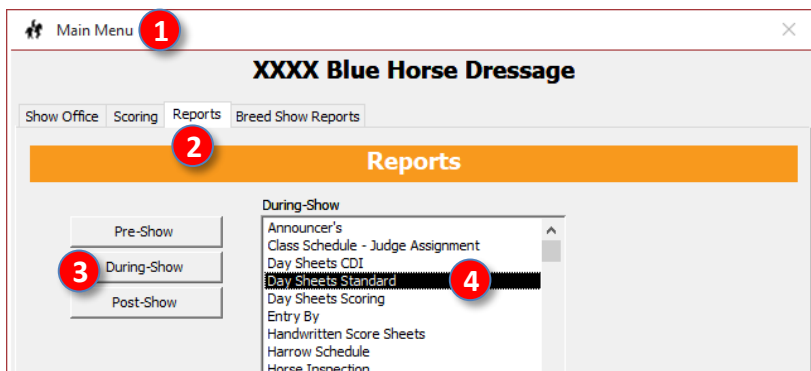 Main Menu 1
XXXX Blue Horse Dressage
Show Office Scoring Reports Breed Show Reports
2
Reports
During-Show
Pre-Show
During-Show
Post-Show
3
Announcer's
Class Schedule - Judge Assignment
Day Sheets CDI
Day Sheets Standard 4
Day Sheets Scoring
Entry By
Handwritten Score Sheets
Harrow Schedule
Horse Inspection